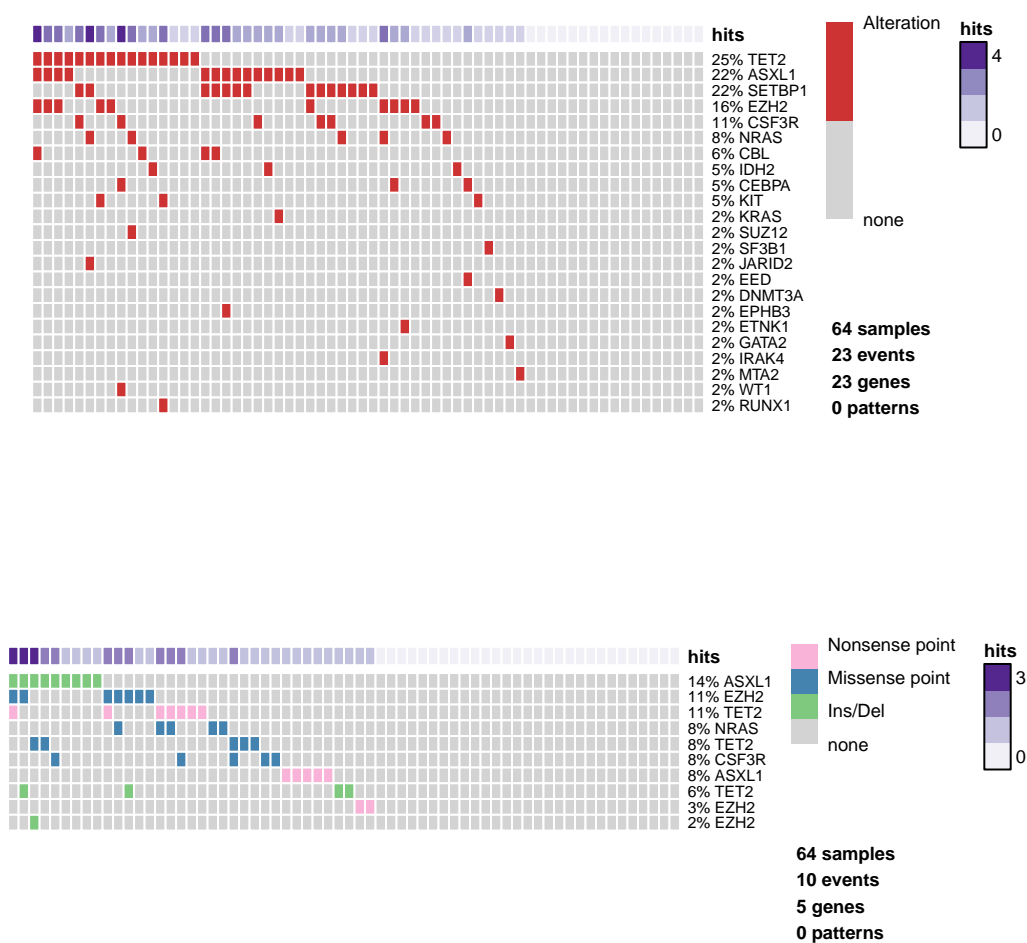 hits
25% TET2
22% ASXL1
22% SETBP1
16% EZH2
11% CSF3R
8% NRAS
6% CBL
5% IDH2
5% CEBPA
5% KIT
2% KRAS
2% SUZ12
2% SF3B1
2% JARID2
2% EED
2% DNMT3A
2% EPHB3
2% ETNK1
2% GATA2
2% IRAK4
2% MTA2
2% WT1
2% RUNX1
Alteration
none
hits
4
0
64 samples
23 events
23 genes
0 patterns
hits
14% ASXL1
11% EZH2
11% TET2
8% NRAS
8% TET2
8% CSF3R
8% ASXL1
6% TET2
3% EZH2
2% EZH2
Nonsense point
Missense point
Ins/Del
none
hits
3
0
64 samples
10 events
5 genes
0 patterns